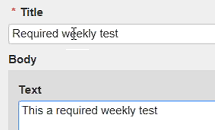 * Title
Required weekly test
Body
Text
This a required weekly test